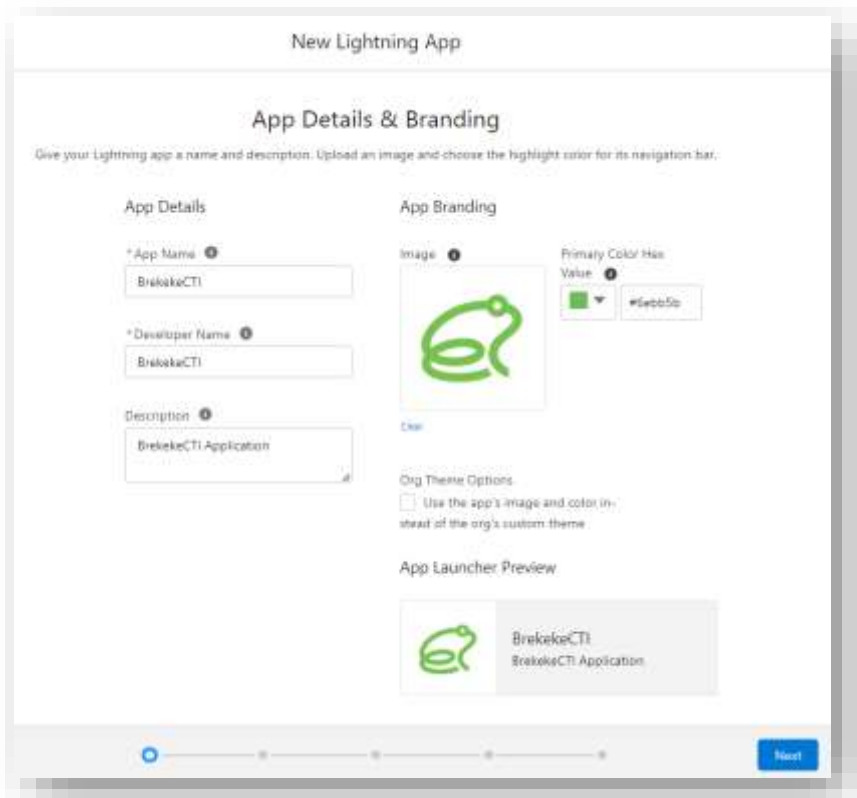 New Lightning App
App Details & Branding
Give your Lightning app a name and description. Upload an image and choose the highlight color for its navigation bar.
App Details
*App Name
BrekekeCTI
*Developer Name
BrekekeCTI
Description
BrekekeCTI Application
App Branding
Image
Clear
Primary Color Hex
Value
#6ebb5b
Org Theme Options
Use the app's image and color in-
stead of the org's custom theme
App Launcher Preview
BrekekeCTI
BrekekeCTI Application
Next